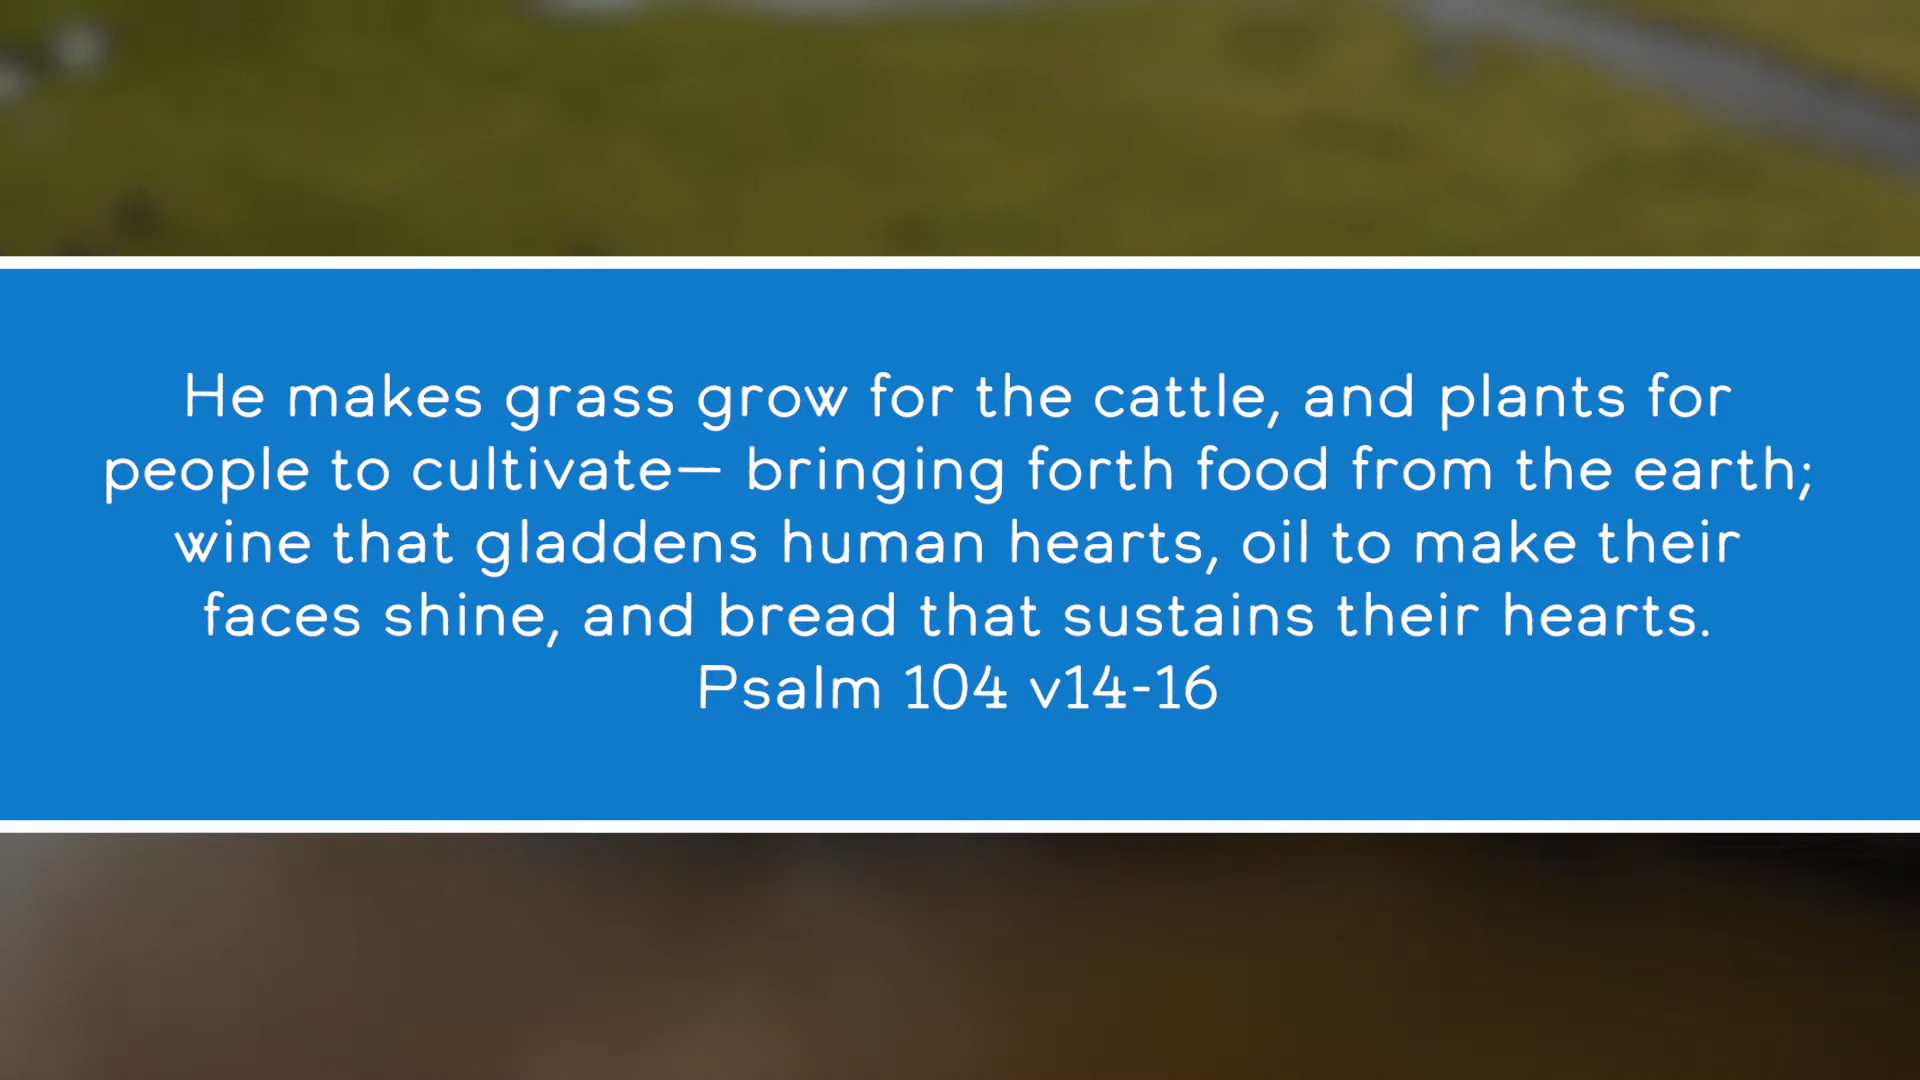 He makes grass grow for the cattle, and plants for
people to cultivate— bringing forth food from the earth;
wine that gladdens human hearts, oil to make their
faces shine, and bread that sustains their hearts.
Psalm 104 v14-16